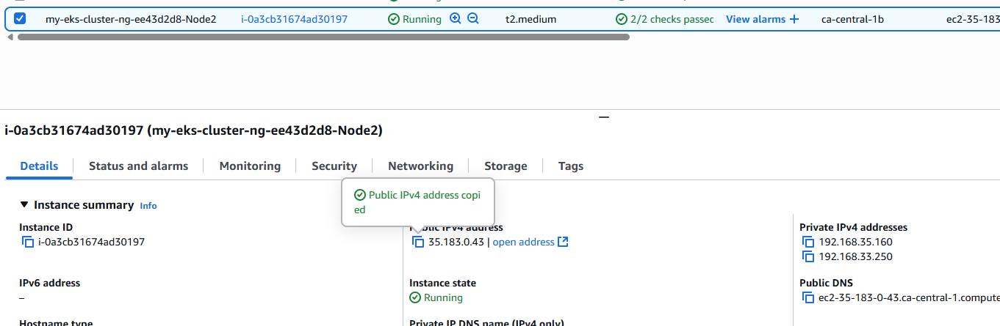 my-eks-cluster-ng-ee43d2d8-Node2 i-0a3cb31674ad30197 Running t2.medium 2/2 checks passed View alarms + ca-central-1b ec2-35-183
i-0a3cb31674ad30197 (my-eks-cluster-ng-ee43d2d8-Node2)
Details Status and alarms Monitoring Security Networking Storage Tags
Public IPv4 address copi
ed
Instance summary Info
Instance ID
i-0a3cb31674ad30197
Public IPv4 address
35.183.0.43 | open address
Private IPv4 addresses
192.168.35.160
192.168.33.250
IPv6 address
–
Instance state
Running
Public DNS
ec2-35-183-0-43.ca-central-1.compute
Hostname type
Private IP DNS name (IPv4 only)